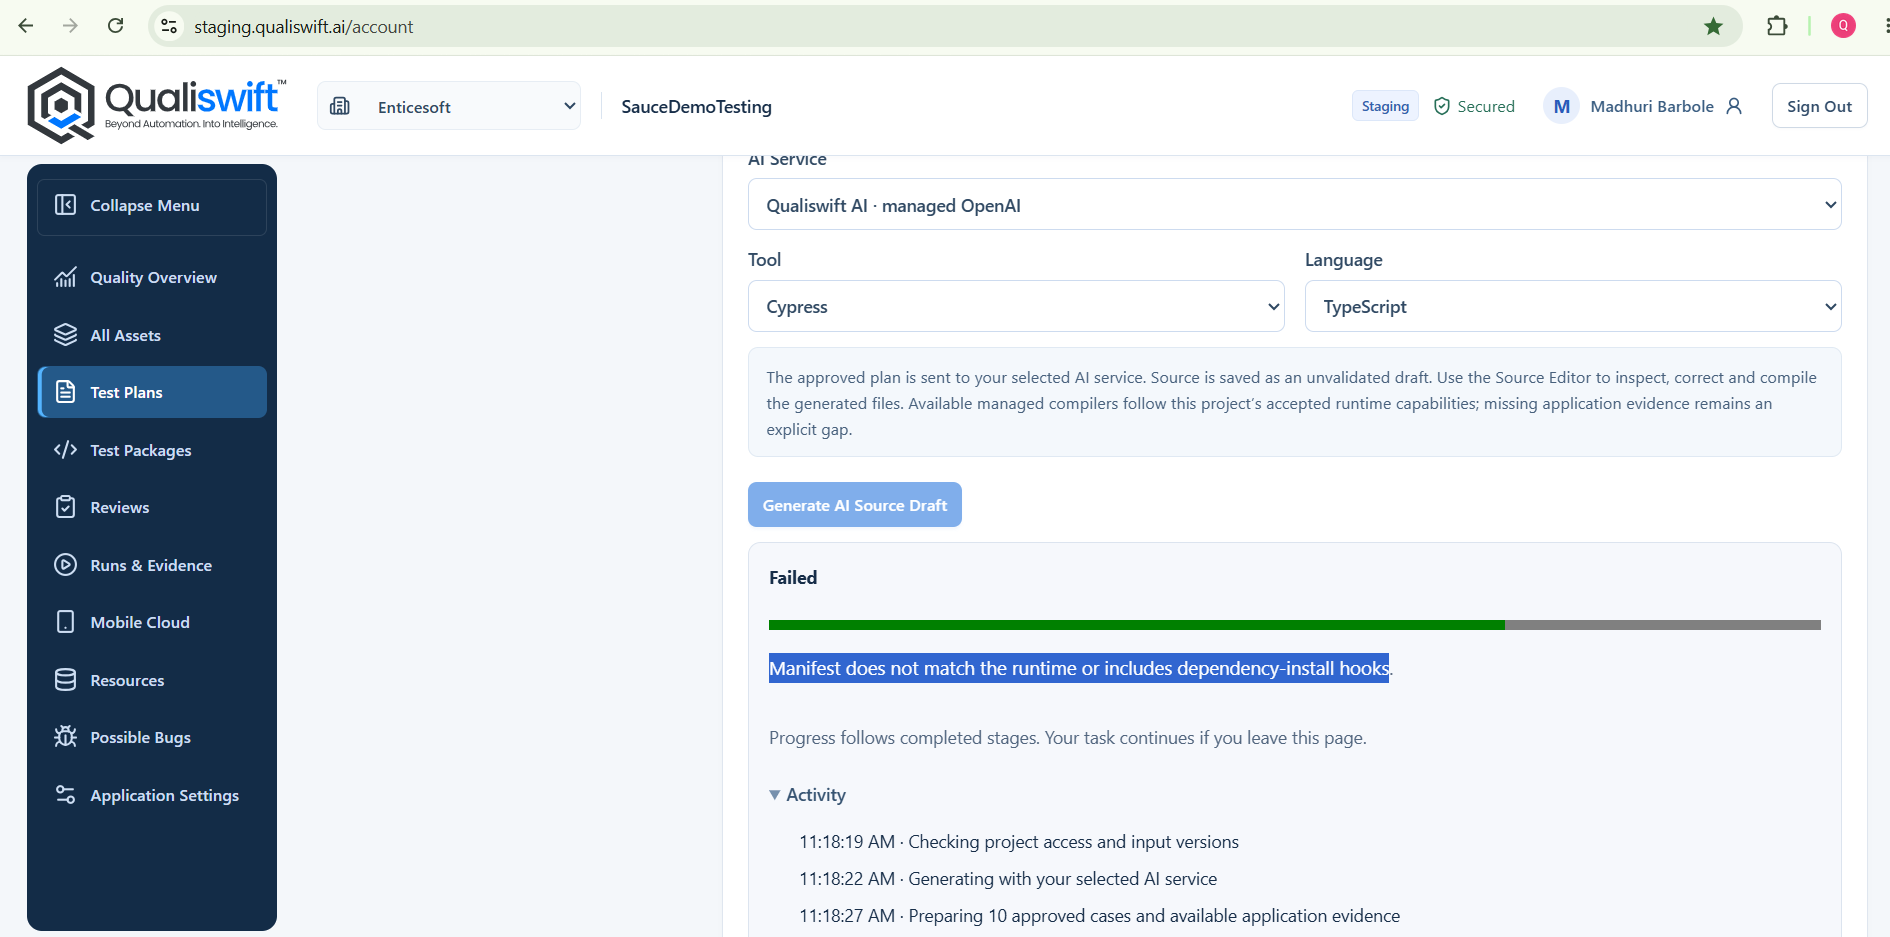 staging.qualiswift.ai/account
Q
Qualiswift™
Beyond Automation. Into Intelligence.
Enticesoft
SauceDemoTesting
Staging
Secured
M
Madhuri Barbole
Sign Out
Collapse Menu
Quality Overview
All Assets
Test Plans
Test Packages
Reviews
Runs & Evidence
Mobile Cloud
Resources
Possible Bugs
Application Settings
AI Service
Qualiswift AI · managed OpenAI
Tool
Language
Cypress
TypeScript
The approved plan is sent to your selected AI service. Source is saved as an unvalidated draft. Use the Source Editor to inspect, correct and compile
the generated files. Available managed compilers follow this project's accepted runtime capabilities; missing application evidence remains an
explicit gap.
Generate AI Source Draft
Failed
Manifest does not match the runtime or includes dependency-install hooks.
Progress follows completed stages. Your task continues if you leave this page.
▼ Activity
11:18:19 AM · Checking project access and input versions
11:18:22 AM · Generating with your selected AI service
11:18:27 AM · Preparing 10 approved cases and available application evidence